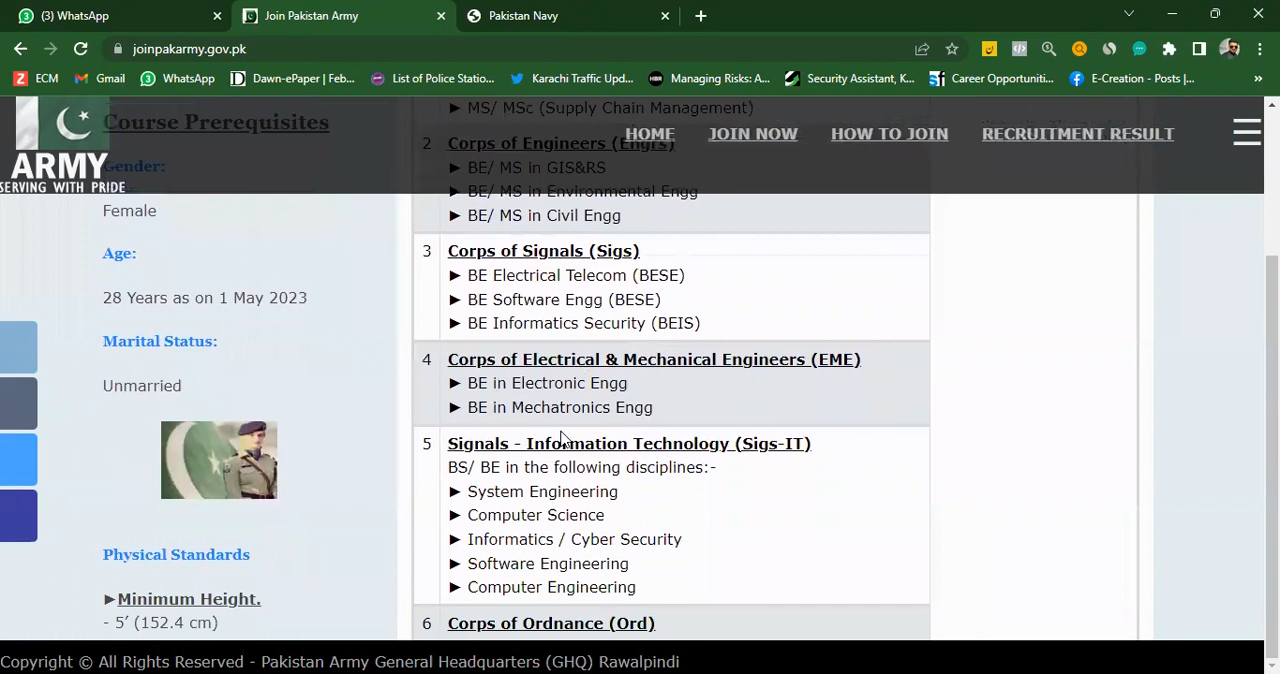 (3) WhatsApp
Join Pakistan Army
Pakistan Navy
joinpakarmy.gov.pk
ECM
Gmail
WhatsApp
Dawn-ePaper | Feb...
List of Police Statio...
Karachi Traffic Upd...
Managing Risks: A...
Security Assistant, K...
Career Opportuniti...
E-Creation - Posts |...
ARMY
SERVING WITH PRIDE
HOME
JOIN NOW
HOW TO JOIN
RECRUITMENT RESULT
Course Prerequisites
Gender:
Female
Age:
28 Years as on 1 May 2023
Marital Status:
Unmarried
Physical Standards
►Minimum Height.
- 5’ (152.4 cm)
► MS/ MSc (Supply Chain Management)
2 Corps of Engineers (Engrs)
► BE/ MS in GIS&RS
► BE/ MS in Environmental Engg
► BE/ MS in Civil Engg
3 Corps of Signals (Sigs)
► BE Electrical Telecom (BESE)
► BE Software Engg (BESE)
► BE Informatics Security (BEIS)
4 Corps of Electrical & Mechanical Engineers (EME)
► BE in Electronic Engg
► BE in Mechatronics Engg
5 Signals - Information Technology (Sigs-IT)
BS/ BE in the following disciplines:-
► System Engineering
► Computer Science
► Informatics / Cyber Security
► Software Engineering
► Computer Engineering
6 Corps of Ordnance (Ord)
Copyright © All Rights Reserved - Pakistan Army General Headquarters (GHQ) Rawalpindi